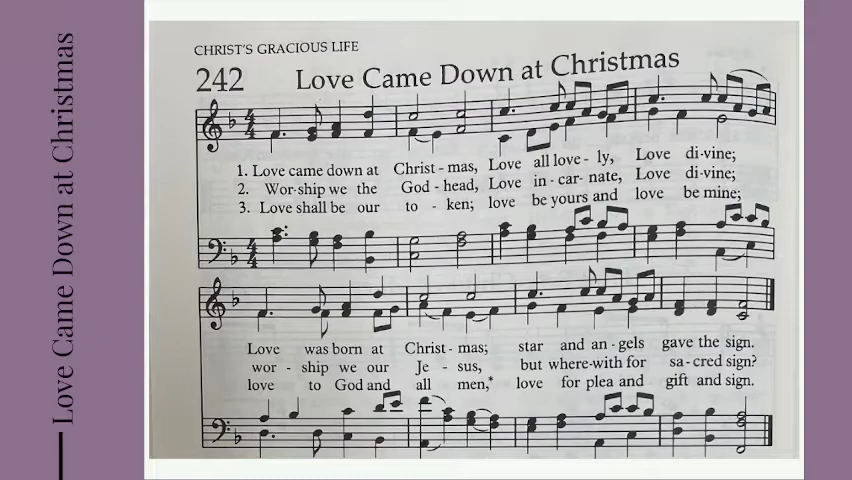 Love Came Down at Christmas
CHRIST'S GRACIOUS LIFE
242 Love Came Down at Christmas
4 4
1. Love came down at Christ - mas, Love all love - ly, Love di-vine;
2. Wor-ship we the God - head, Love in - car - nate, Love di-vine;
3. Love shall be our to - ken; love be yours and love be mine;
4 4
Love was born at Christ - mas; star and an - gels gave the sign.
wor - ship we our Je - sus, but where-with for sa - cred sign?
love to God and all men,* love for plea and gift and sign.